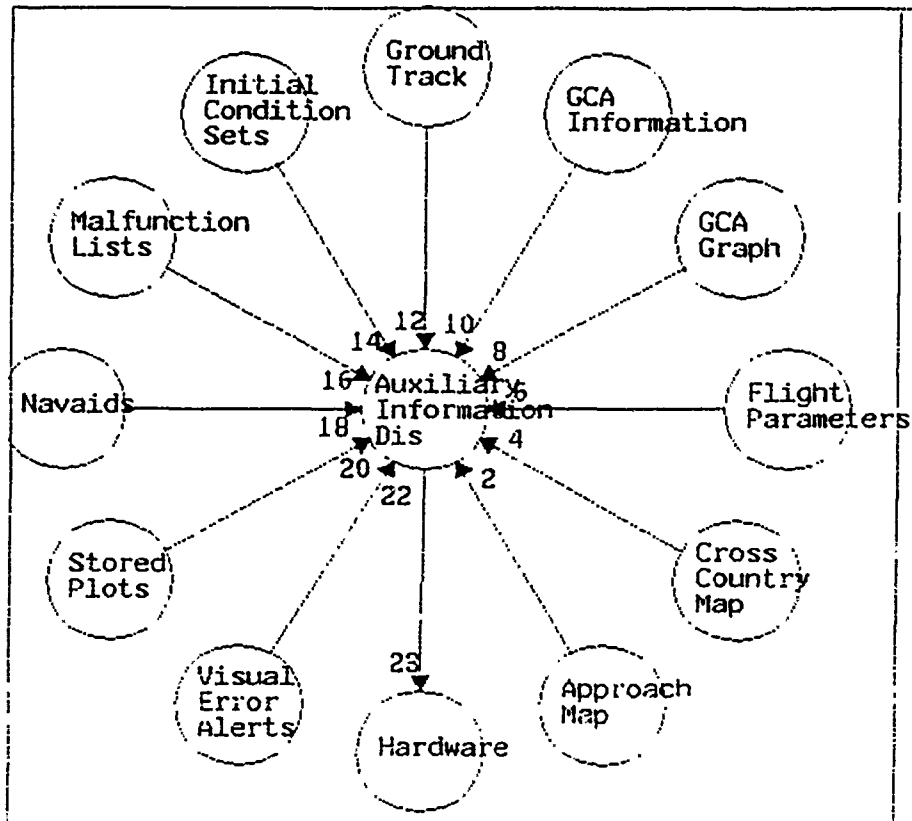 Ground
Track
Initial
Condition
Sets
GCA
Information
Malfunction
Lists
GCA
Graph
12
10
14
8
16
6
Auxiliary
Information
Dis
Navaids
Flight
Parameters
18
4
20
22
2
Stored
Plots
Cross
Country
Map
23
Visual
Error
Alerts
Approach
Map
Hardware